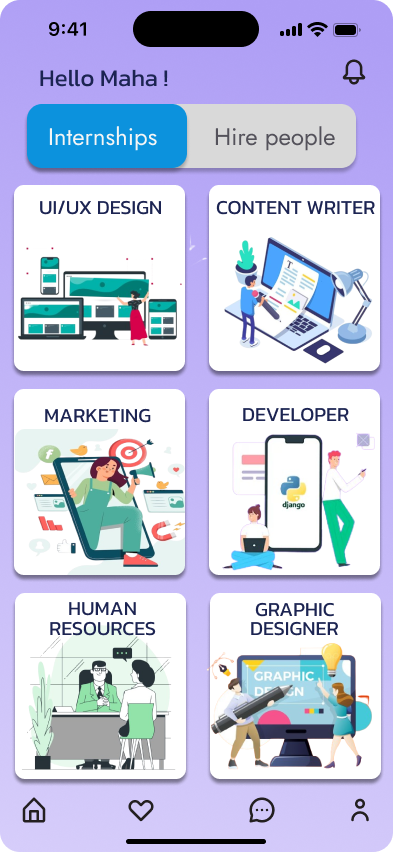 9:41
Hello Maha !
Internships
Hire people
UI/UX DESIGN
CONTENT WRITER
T
MARKETING
DEVELOPER
f
django
HUMAN
RESOURCES
GRAPHIC
DESIGNER
GRAPHIC
DESIGN